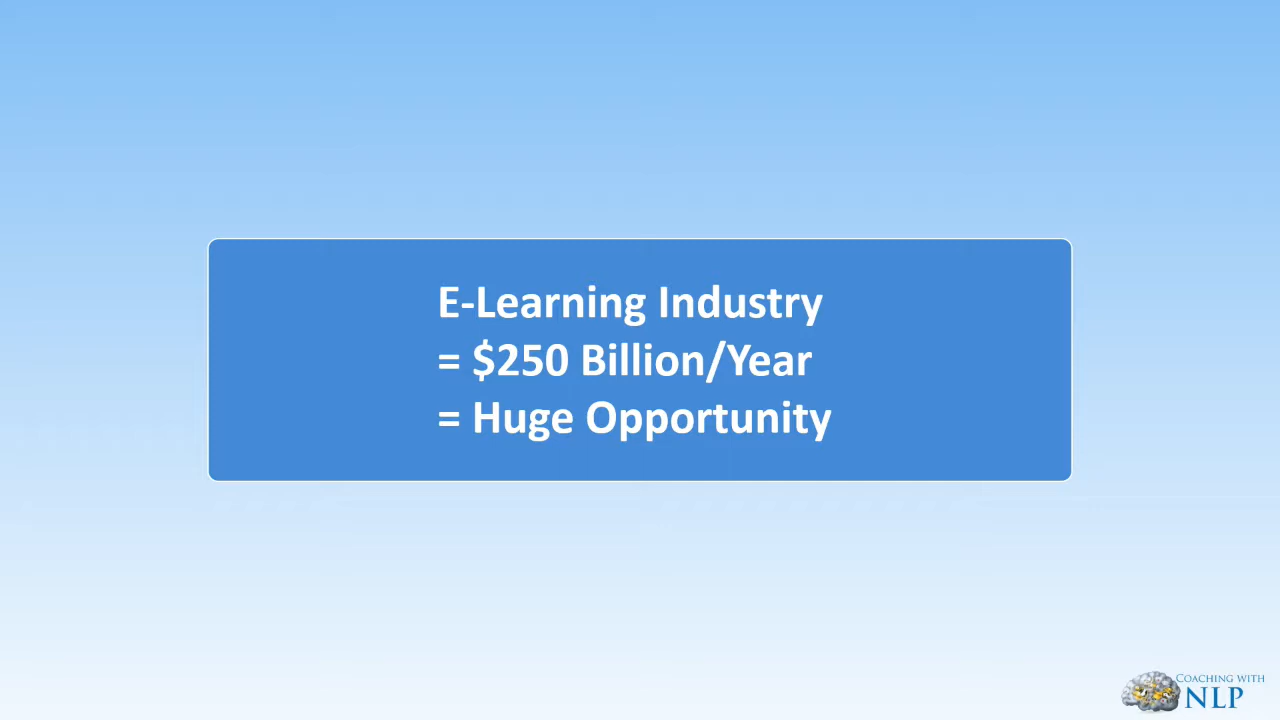 E-Learning Industry
= $250 Billion/Year
= Huge Opportunity
COACHING WITH
NLP